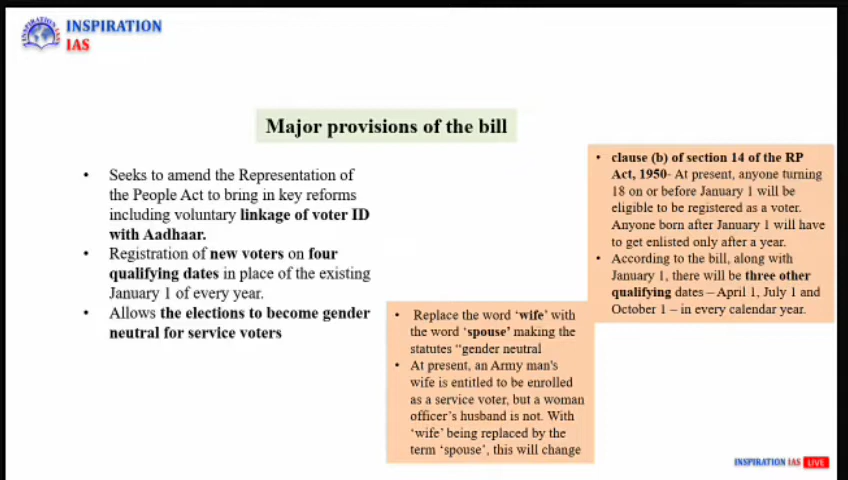 INSPIRATION
IAS
Major provisions of the bill
• Seeks to amend the Representation of
the People Act to bring in key reforms
including voluntary linkage of voter ID
with Aadhaar.
• Registration of new voters on four
qualifying dates in place of the existing
January 1 of every year.
• Allows the elections to become gender
neutral for service voters
• Replace the word ‘wife’ with
the word ‘spouse’ making the
statutes “gender neutral
• At present, an Army man's
wife is entitled to be enrolled
as a service voter, but a woman
officer’s husband is not. With
‘wife’ being replaced by the
term ‘spouse’, this will change
• clause (b) of section 14 of the RP
Act, 1950- At present, anyone turning
18 on or before January 1 will be
eligible to be registered as a voter.
Anyone born after January 1 will have
to get enlisted only after a year.
• According to the bill, along with
January 1, there will be three other
qualifying dates – April 1, July 1 and
October 1 – in every calendar year.
INSPIRATION IAS LIVE